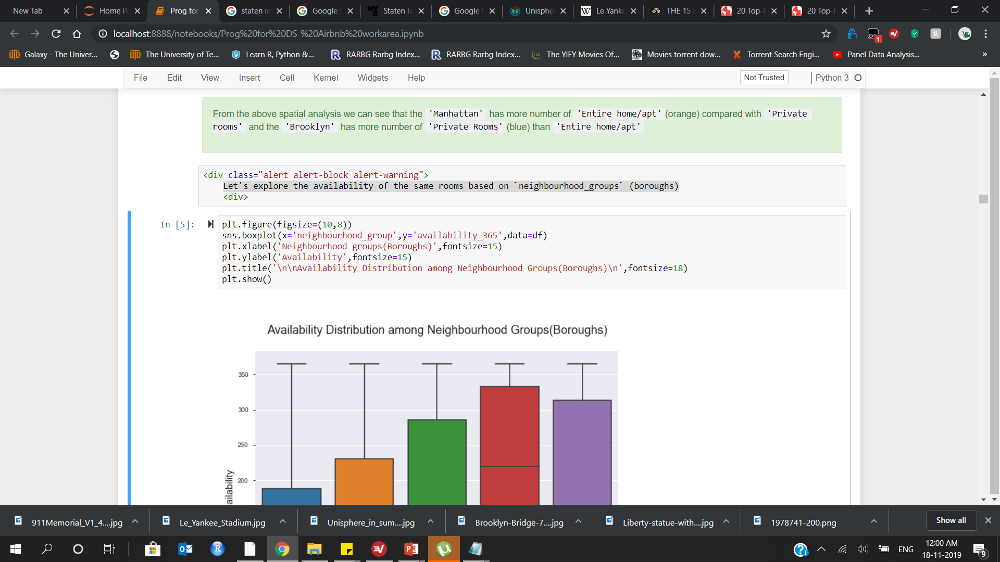 New Tab
Home Pa
Prog for
staten is
Google
Staten Is
Google
Unisphe
Le Yanke
THE 15
20 Top-
20 Top-
localhost:8888/notebooks/Prog%20for%20DS-%20Airbnb%20workarea.ipynb
1
Galaxy - The Univer...
The University of Te...
Learn R, Python &...
RARBG Rarbg Index...
RARBG Rarbg Index...
The YIFY Movies Of...
Movies torrent dow...
Torrent Search Engi...
Panel Data Analysis...
»
File Edit View Insert Cell Kernel Widgets Help
Not Trusted
Python 3
From the above spatial analysis we can see that the 'Manhattan' has more number of 'Entire home/apt' (orange) compared with 'Private
rooms' and the 'Brooklyn' has more number of 'Private Rooms' (blue) than 'Entire home/apt'
<div class="alert alert-block alert-warning">
Let's explore the availability of the same rooms based on `neighbourhood_groups` (boroughs)
<div>
In [5]:
plt.figure(figsize=(10,8))
sns.boxplot(x='neighbourhood_group',y='availability_365',data=df)
plt.xlabel('Neighbourhood groups(Boroughs)',fontsize=15)
plt.ylabel('Availability',fontsize=15)
plt.title('\n\nAvailability Distribution among Neighbourhood Groups(Boroughs)\n',fontsize=18)
plt.show()
Availability Distribution among Neighbourhood Groups(Boroughs)
350
300
250
200
ailability
911Memorial_V1_4....jpg
Le_Yankee_Stadium.jpg
Unisphere_in_sum....jpg
Brooklyn-Bridge-7....jpg
Liberty-statue-with....jpg
1978741-200.png
Show all
ENG
12:00 AM
18-11-2019
9